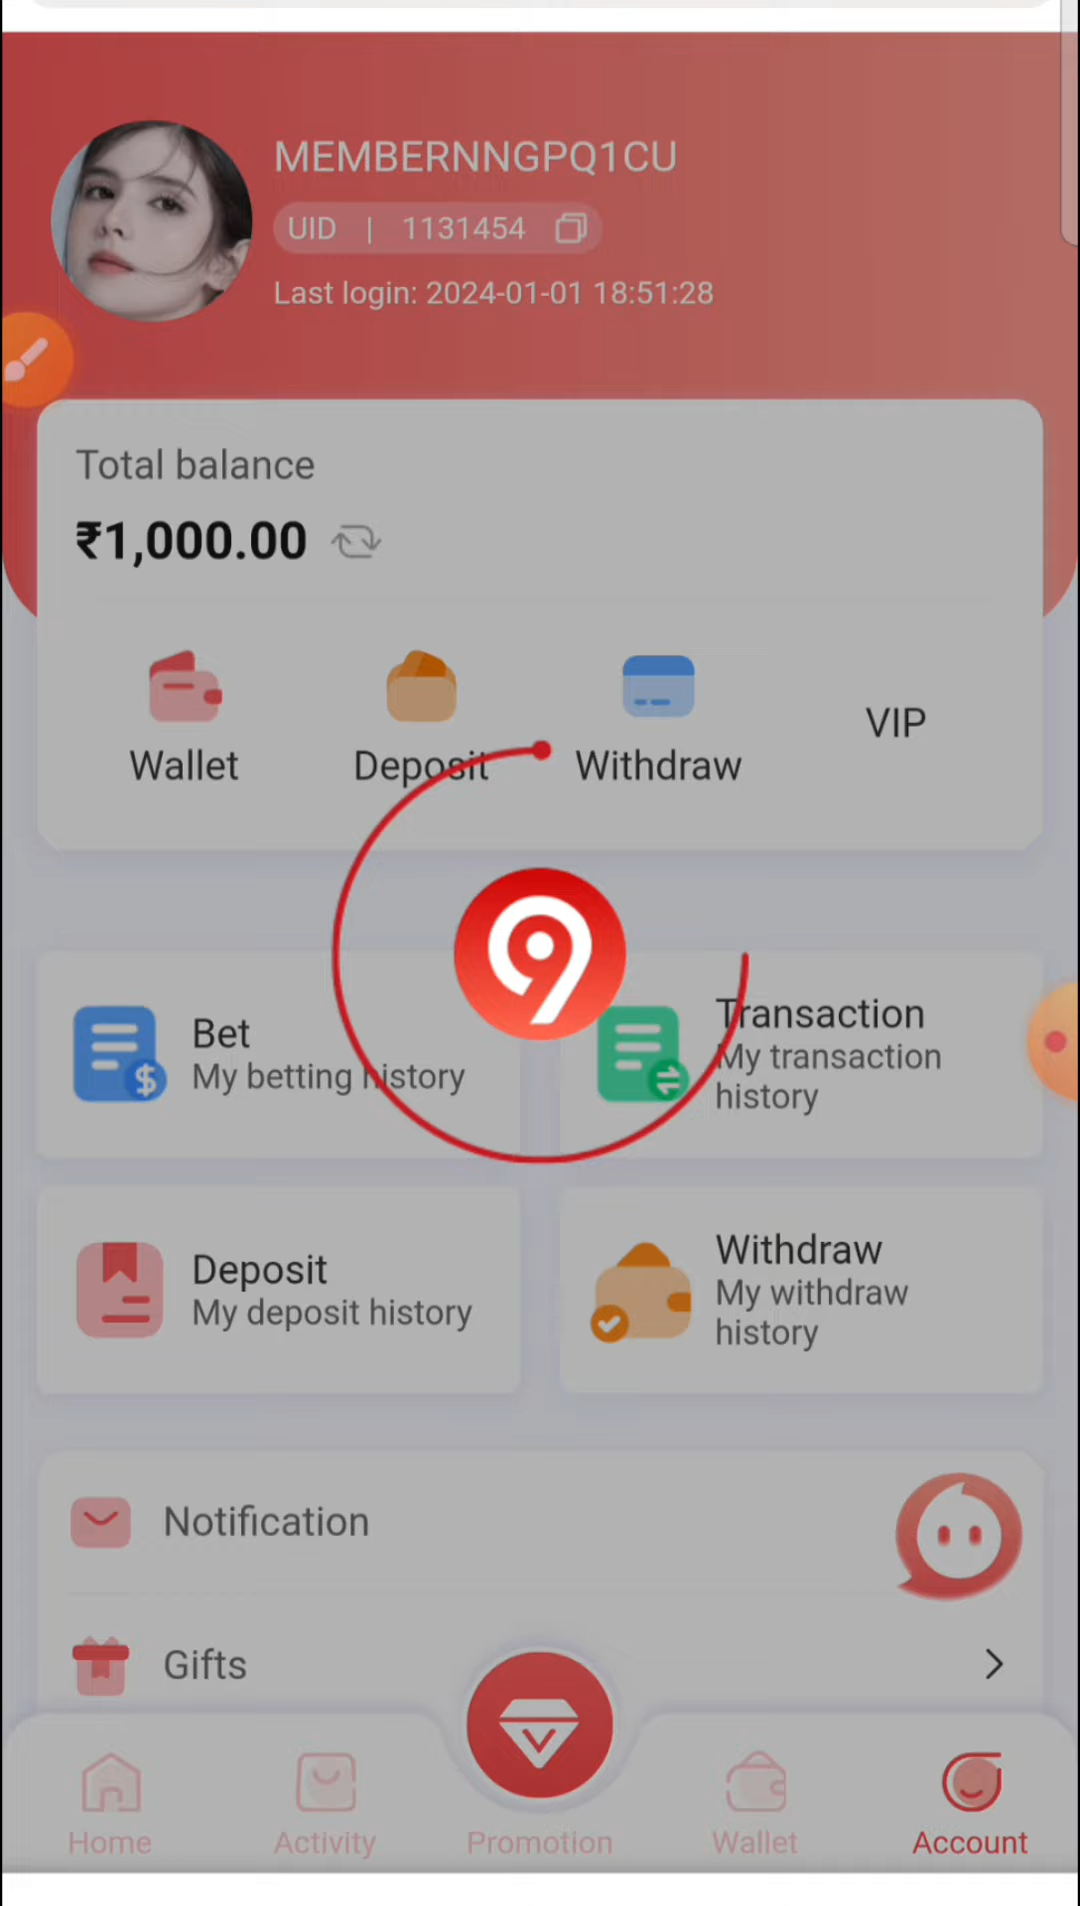 MEMBERNNGPQ1CU
UID | 1131454
Last login: 2024-01-01 18:51:28
Total balance
₹1,000.00
Wallet
Deposit
Withdraw
VIP
9
Bet
My betting history
Transaction
My transaction
history
Deposit
My deposit history
Withdraw
My withdraw
history
Notification
Gifts
Home
Activity
Promotion
Wallet
Account